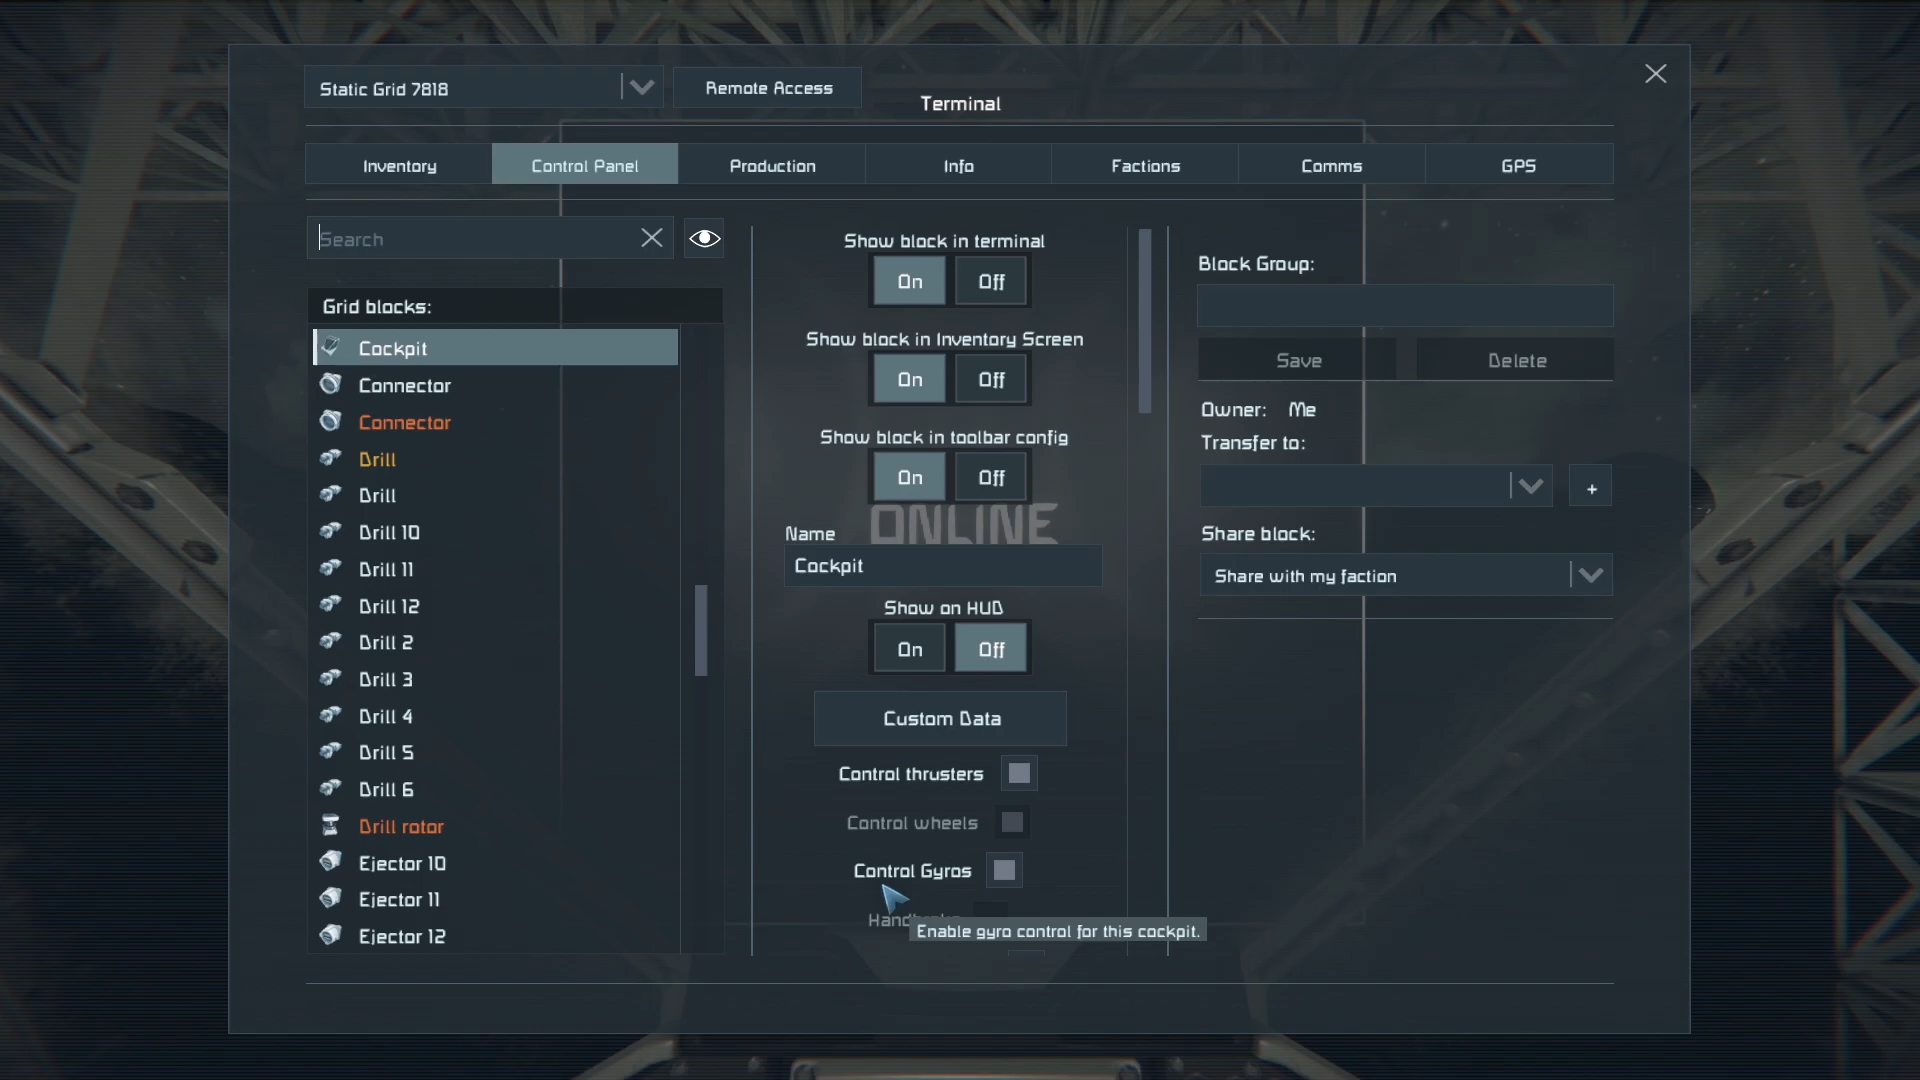 Static Grid 7818
Remote Access
Terminal
Inventory
Control Panel
Production
Info
Factions
Comms
GPS
Search
Grid blocks:
Cockpit
Connector
Connector
Drill
Drill
Drill 10
Drill 11
Drill 12
Drill 2
Drill 3
Drill 4
Drill 5
Drill 6
Drill rotor
Ejector 10
Ejector 11
Ejector 12
Show block in terminal
On Off
Show block in Inventory Screen
On Off
Show block in toolbar config
On Off
ONLINE
Name
Cockpit
Show on HUD
On Off
Custom Data
Control thrusters
Control wheels
Control Gyros
Enable gyro control for this cockpit.
Block Group:
Save Delete
Owner: Me
Transfer to:
+
Share block:
Share with my faction